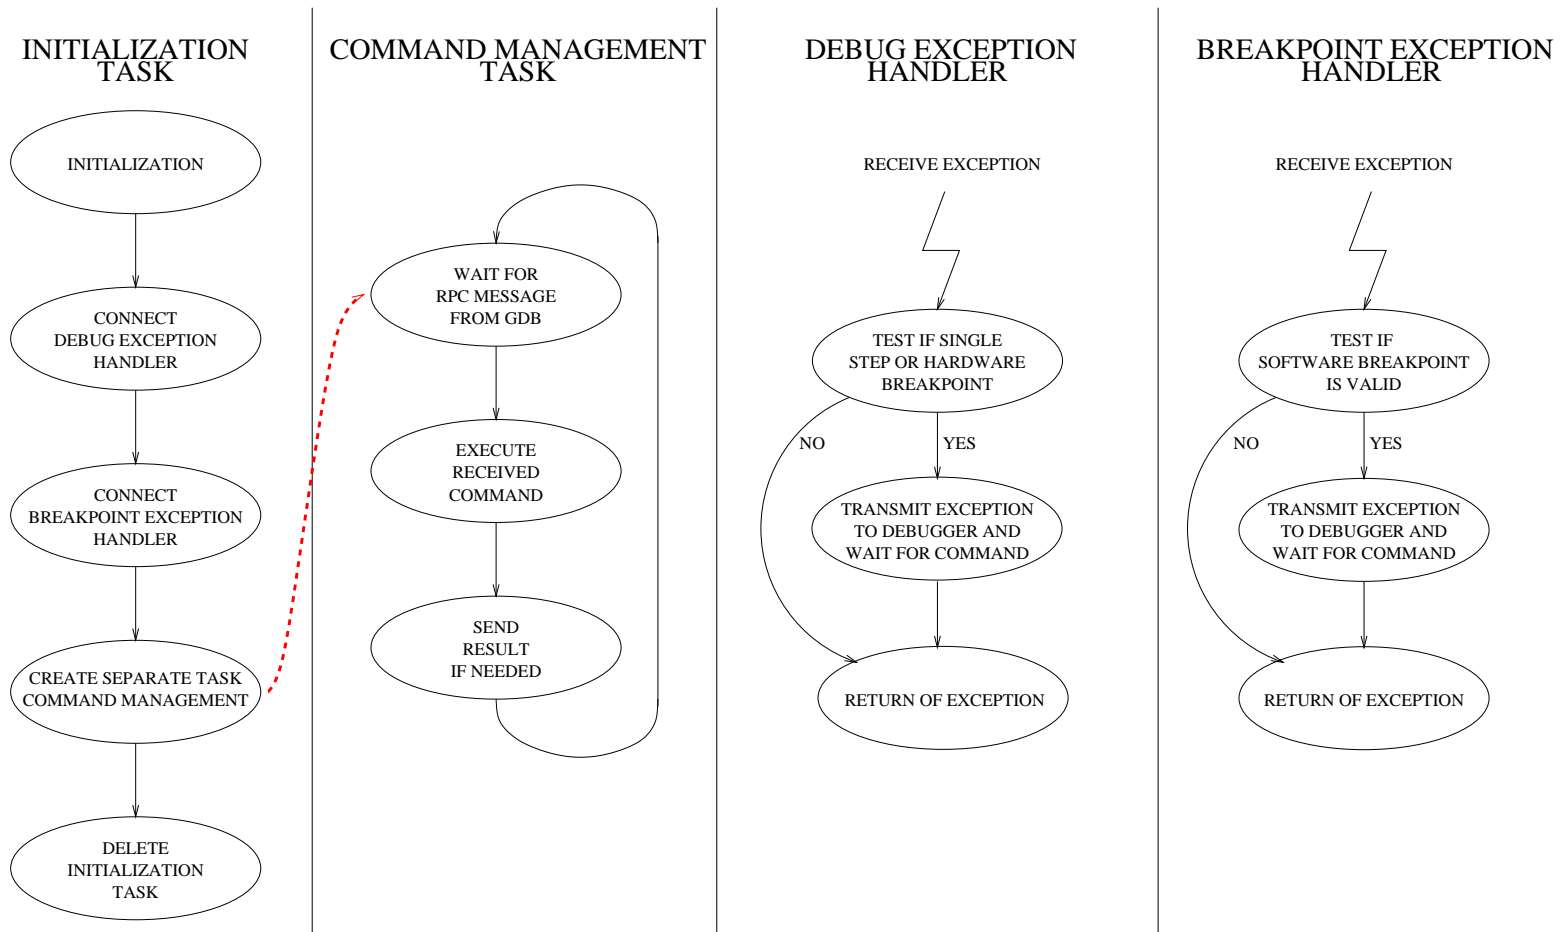 INITIALIZATION
TASK
INITIALIZATION
CONNECT
DEBUG EXCEPTION
HANDLER
CONNECT
BREAKPOINT EXCEPTION
HANDLER
CREATE SEPARATE TASK
COMMAND MANAGEMENT
DELETE
INITIALIZATION
TASK
COMMAND MANAGEMENT
TASK
WAIT FOR
RPC MESSAGE
FROM GDB
EXECUTE
RECEIVED
COMMAND
SEND
RESULT
IF NEEDED
DEBUG EXCEPTION
HANDLER
RECEIVE EXCEPTION
TEST IF SINGLE
STEP OR HARDWARE
BREAKPOINT
NO
YES
TRANSMIT EXCEPTION
TO DEBUGGER AND
WAIT FOR COMMAND
RETURN OF EXCEPTION
BREAKPOINT EXCEPTION
HANDLER
RECEIVE EXCEPTION
TEST IF
SOFTWARE BREAKPOINT
IS VALID
NO
YES
TRANSMIT EXCEPTION
TO DEBUGGER AND
WAIT FOR COMMAND
RETURN OF EXCEPTION